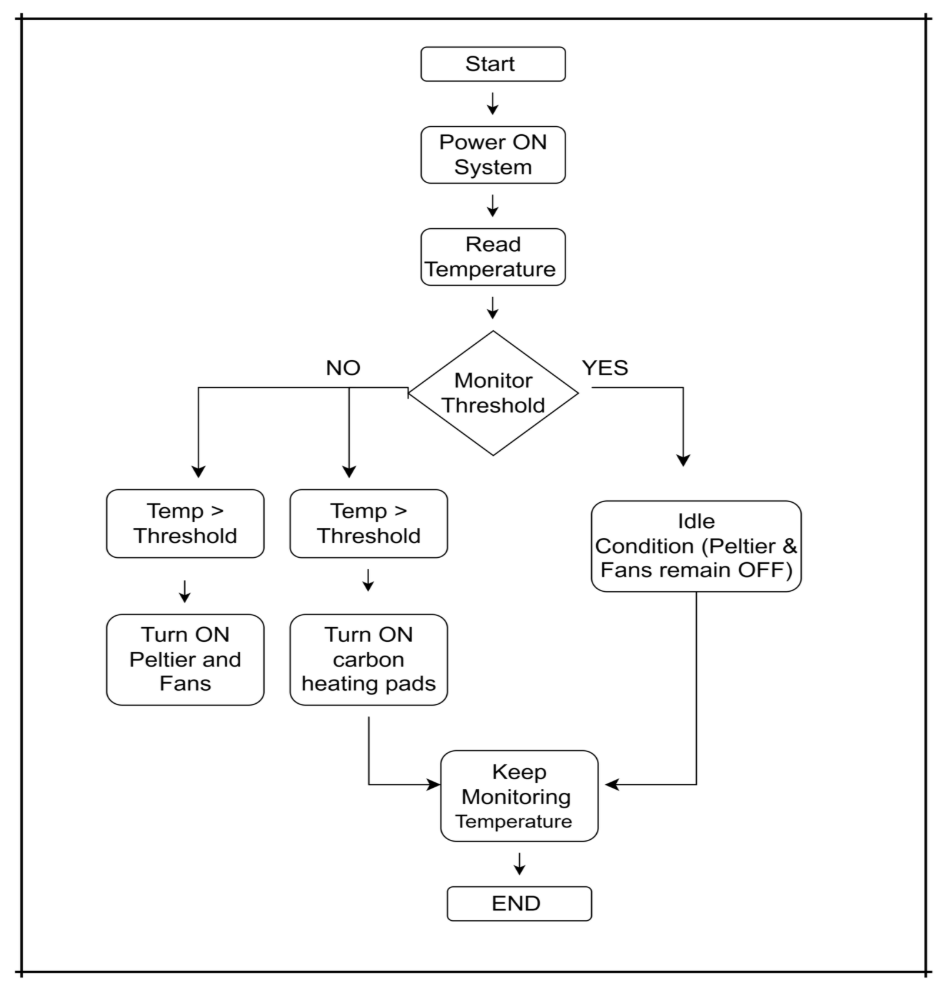 Start
Power ON
System
Read
Temperature
Monitor
Threshold
NO
YES
Temp >
Threshold
Temp >
Threshold
Idle
Condition (Peltier &
Fans remain OFF)
Turn ON
Peltier and
Fans
Turn ON
carbon
heating pads
Keep
Monitoring
Temperature
END